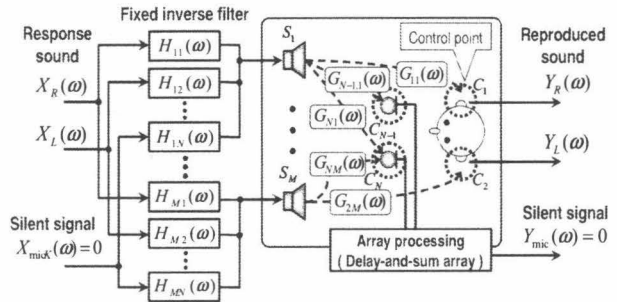 Fixed inverse filter
Response
sound
X_R(ω)
X_L(ω)
Silent signal
X_micK(ω)=0
H_11(ω)
H_12(ω)
H_1N(ω)
H_M1(ω)
H_M2(ω)
H_MN(ω)
S_1
S_M
Control point
G_N-1,1(ω)
G_11(ω)
G_N1(ω)
G_NM(ω)
G_2M(ω)
C_1
C_N-1
C_N
C_2
Array processing
( Delay-and-sum array )
Reproduced
sound
Y_R(ω)
Y_L(ω)
Silent signal
Y_mic(ω)=0